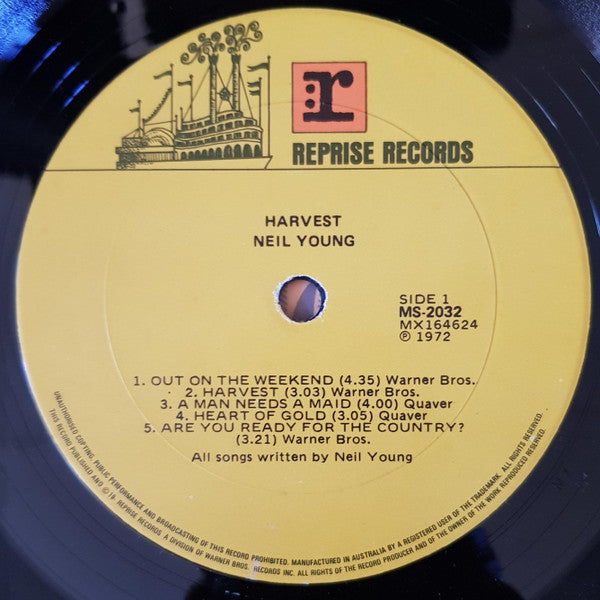 r
REPRISE RECORDS
HARVEST
NEIL YOUNG
SIDE 1
MS-2032
MX164624
℗ 1972
1. OUT ON THE WEEKEND (4.35) Warner Bros.
2. HARVEST (3.03) Warner Bros.
3. A MAN NEEDS A MAID (4.00) Quaver
4. HEART OF GOLD (3.05) Quaver
5. ARE YOU READY FOR THE COUNTRY?
(3.21) Warner Bros.
All songs written by Neil Young
UNAUTHORISED COPYING, PUBLIC PERFORMANCE AND BROADCASTING OF THIS RECORD PROHIBITED. MANUFACTURED IN AUSTRALIA BY A REGISTERED USER OF THE TRADEMARK. ALL RIGHTS OF
THIS RECORD PUBLISHED AND © 19 REPRISE RECORDS. A DIVISION OF WARNER BROS. RECORDS INC. ALL RIGHTS OF THE RECORD PRODUCER AND OF THE OWNER OF THE WORK REPRODUCED RESERVED.